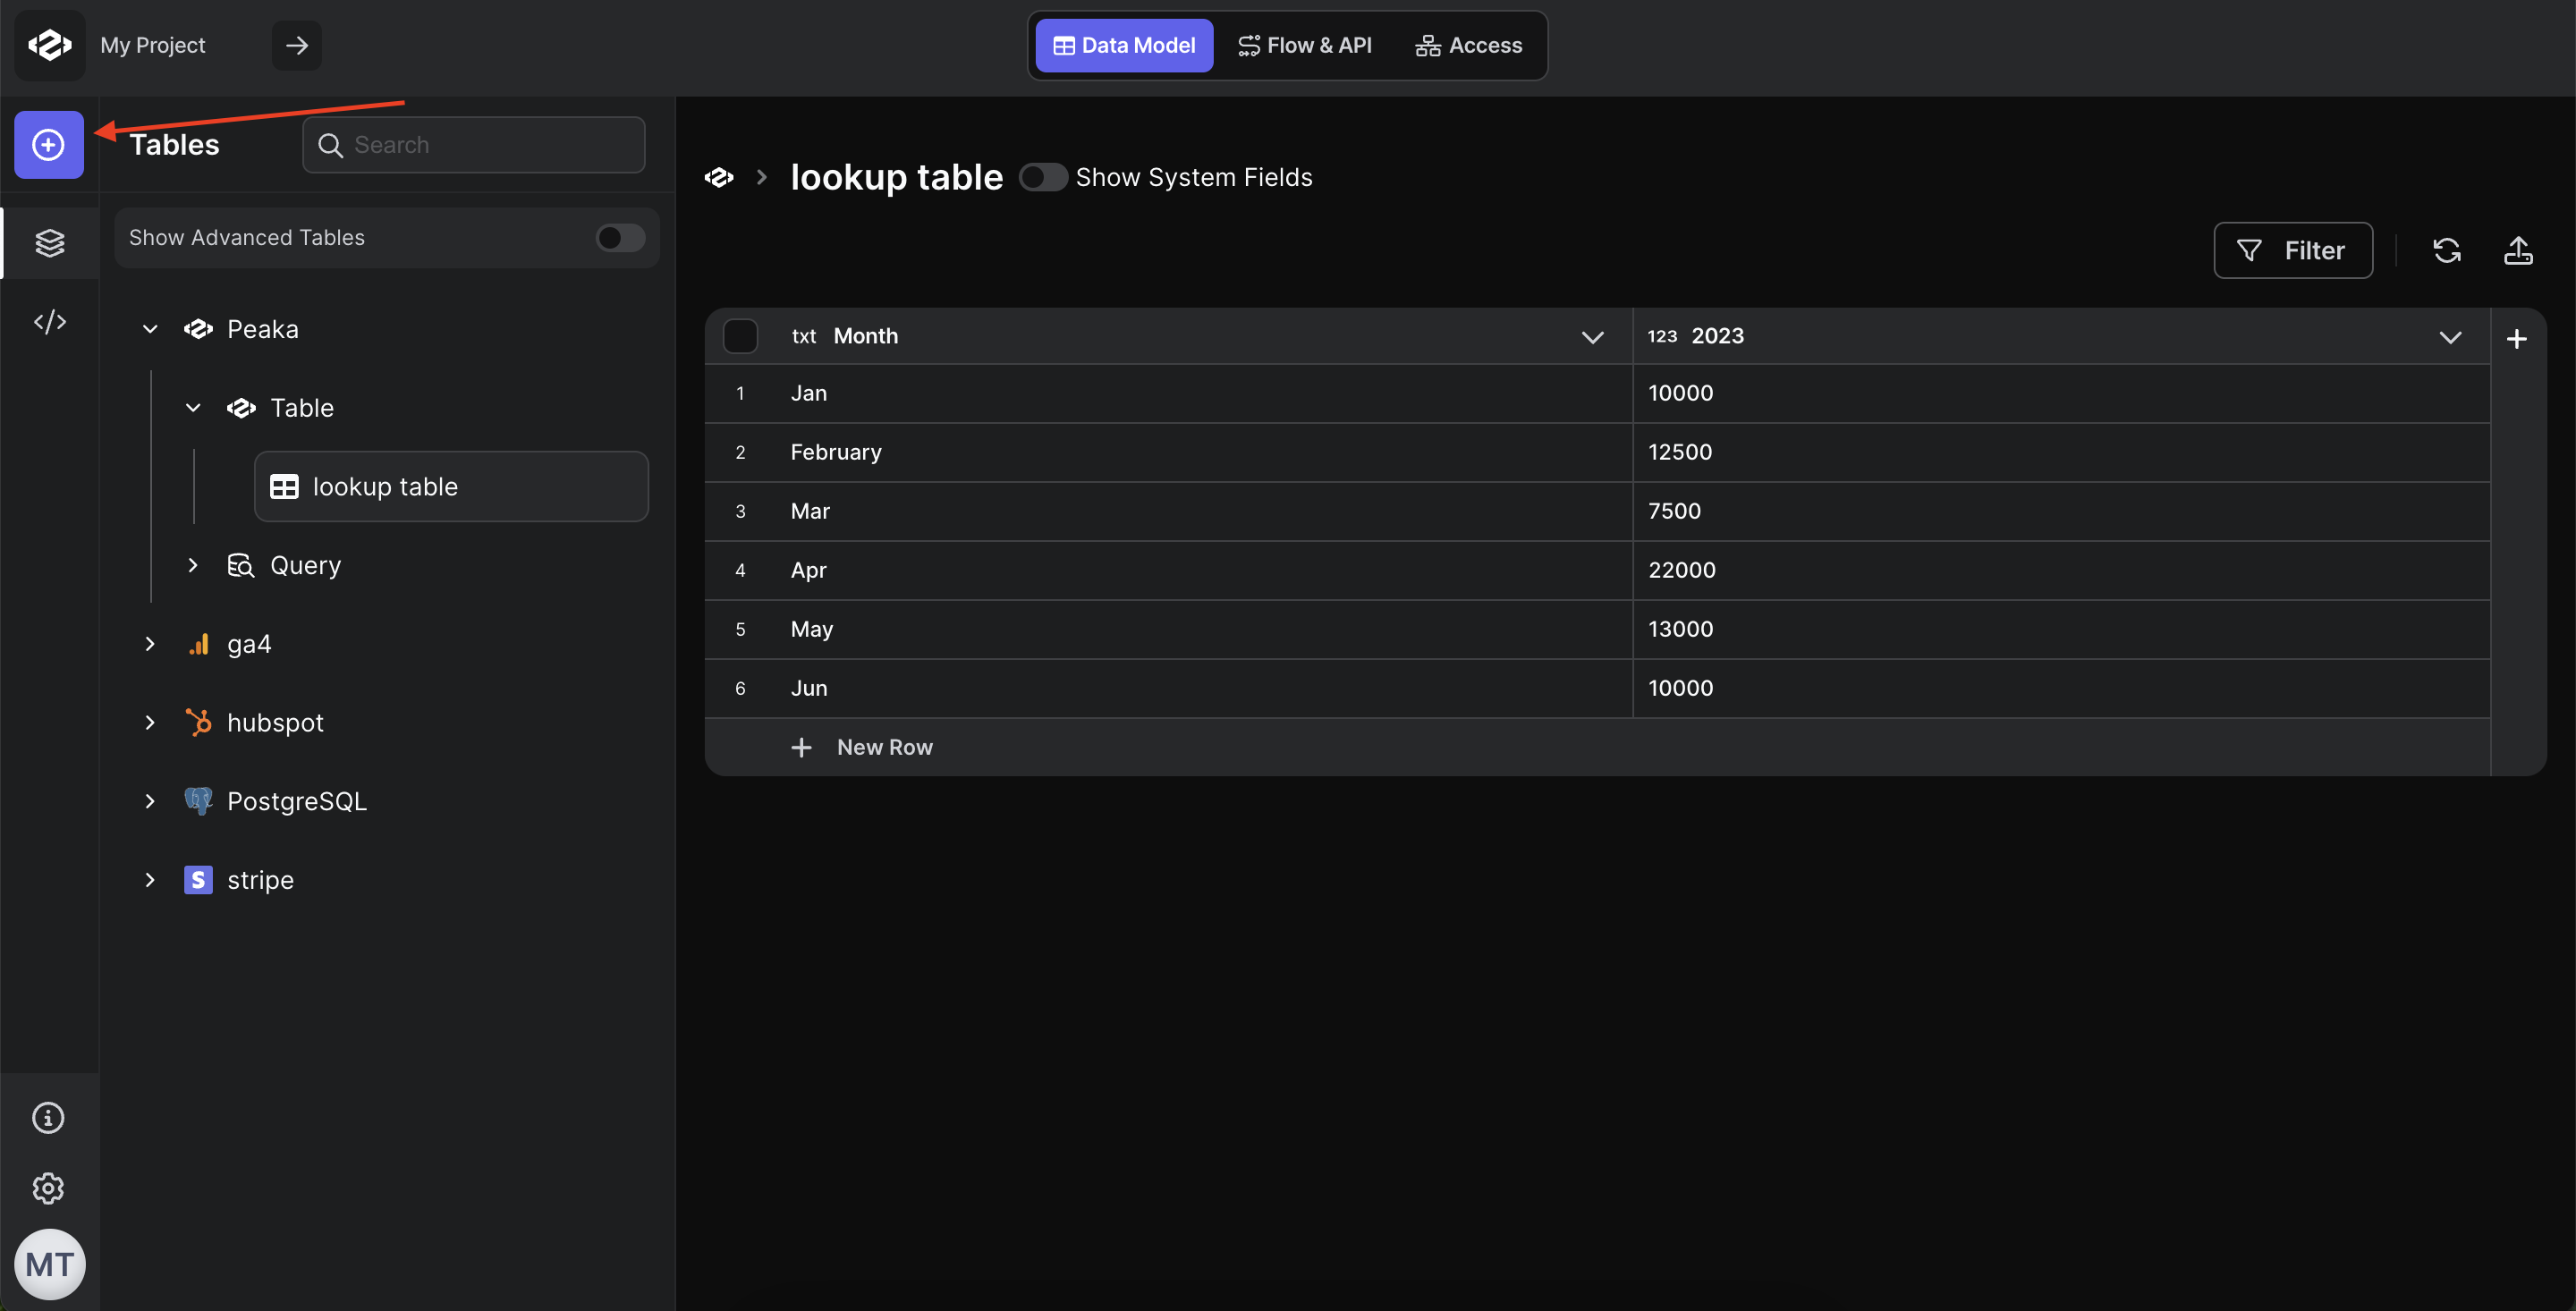 My Project
Data Model
Flow & API
Access
Tables
Search
Show Advanced Tables
Peaka
Table
lookup table
Query
ga4
hubspot
PostgreSQL
S stripe
MT
lookup table
Show System Fields
Filter
txt Month
123 2023
1 Jan 10000
2 February 12500
3 Mar 7500
4 Apr 22000
5 May 13000
6 Jun 10000
New Row